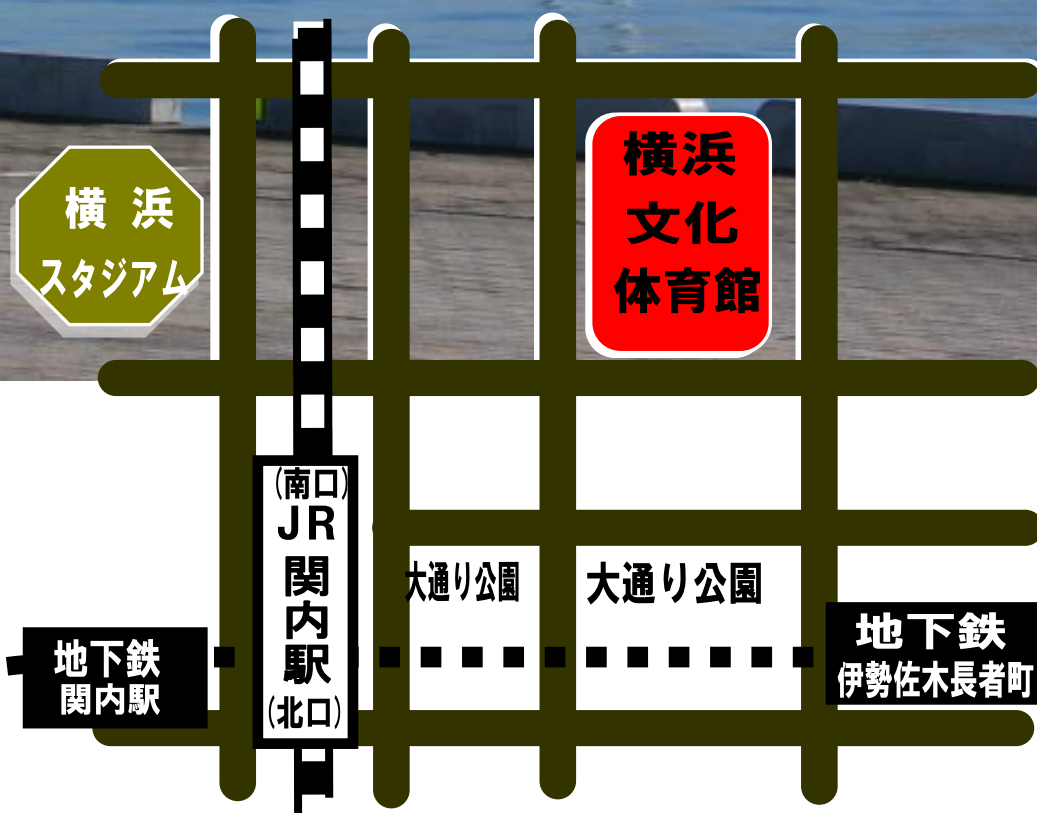 横浜
文化
体育館
横浜
スタジアム
(南口)
JR
関
内
駅
(北口)
大通り公園
大通り公園
地下鉄
関内駅
地下鉄
伊勢佐木長者町